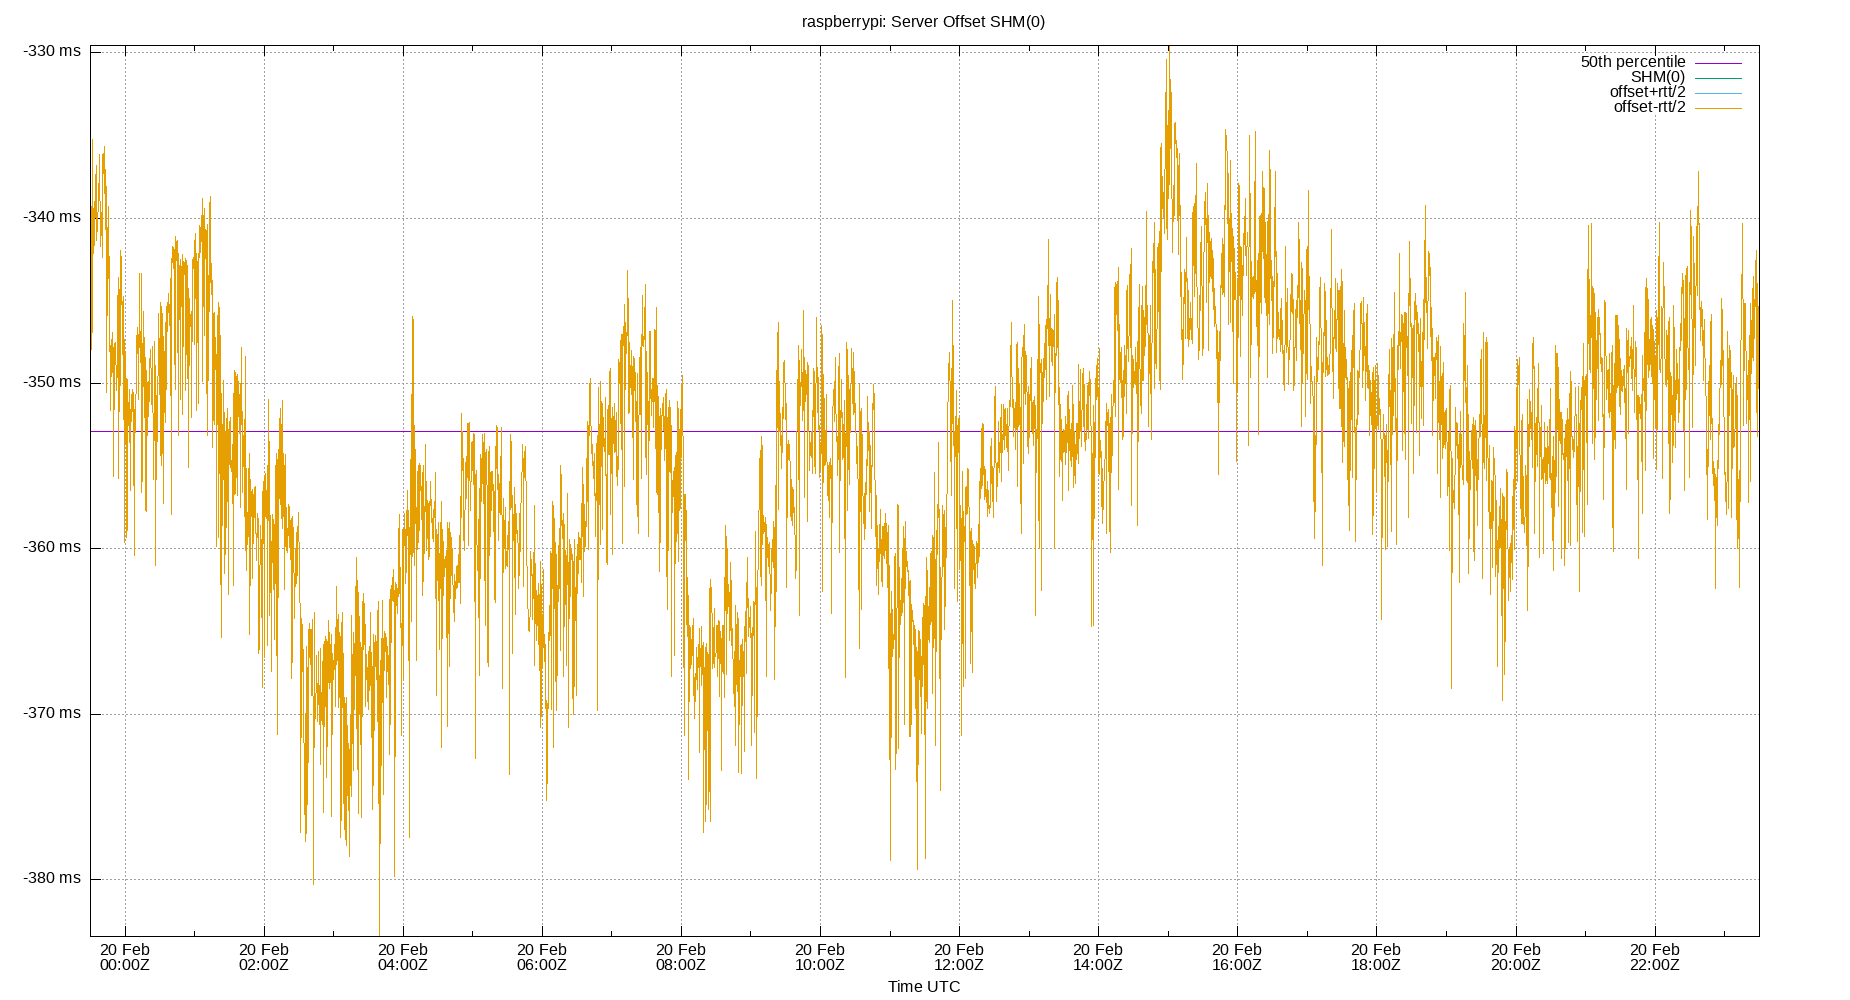 raspberrypi: Server Offset SHM(0)
-330 ms
50th percentile
SHM(0)
offset+rtt/2
offset-rtt/2
-340 ms
-350 ms
-360 ms
-370 ms
-380 ms
20 Feb 20 Feb 20 Feb 20 Feb 20 Feb 20 Feb 20 Feb 20 Feb 20 Feb 20 Feb 20 Feb 20 Feb
00:00Z 02:00Z 04:00Z 06:00Z 08:00Z 10:00Z 12:00Z 14:00Z 16:00Z 18:00Z 20:00Z 22:00Z
Time UTC